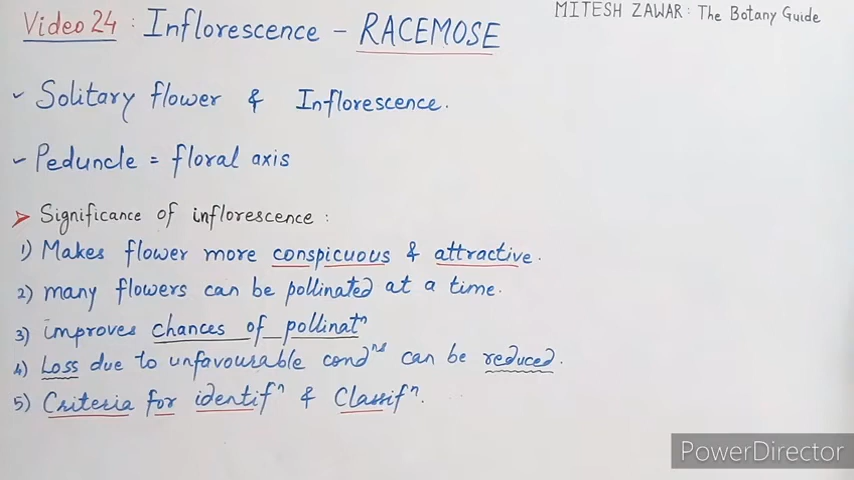 Video 24 : Inflorescence - RACEMOSE
MITESH ZAWAR : The Botany Guide
Solitary flower & Inflorescence.
Peduncle = floral axis
Significance of inflorescence :
1) Makes flower more conspicuous & attractive.
2) many flowers can be pollinated at a time.
3) improves chances of pollinatⁿ
4) Loss due to unfavourable condⁿˢ can be reduced.
5) Criteria for identifⁿ & Classifⁿ.
PowerDirector